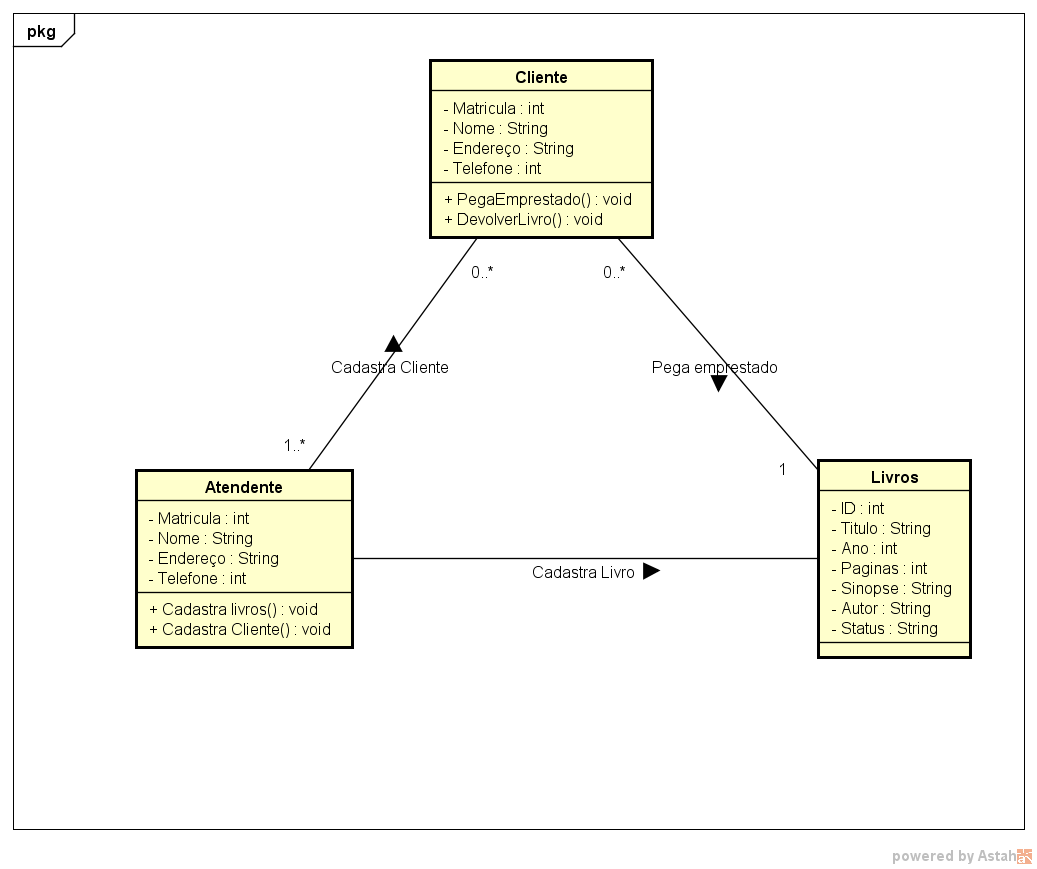 pkg
Cliente
- Matricula : int
- Nome : String
- Endereço : String
- Telefone : int
+ PegaEmprestado() : void
+ DevolverLivro() : void
0..*
0..*
Cadastra Cliente
Pega emprestado
1..*
1
Atendente
- Matricula : int
- Nome : String
- Endereço : String
- Telefone : int
+ Cadastra livros() : void
+ Cadastra Cliente() : void
Cadastra Livro
Livros
- ID : int
- Titulo : String
- Ano : int
- Paginas : int
- Sinopse : String
- Autor : String
- Status : String
powered by Astah